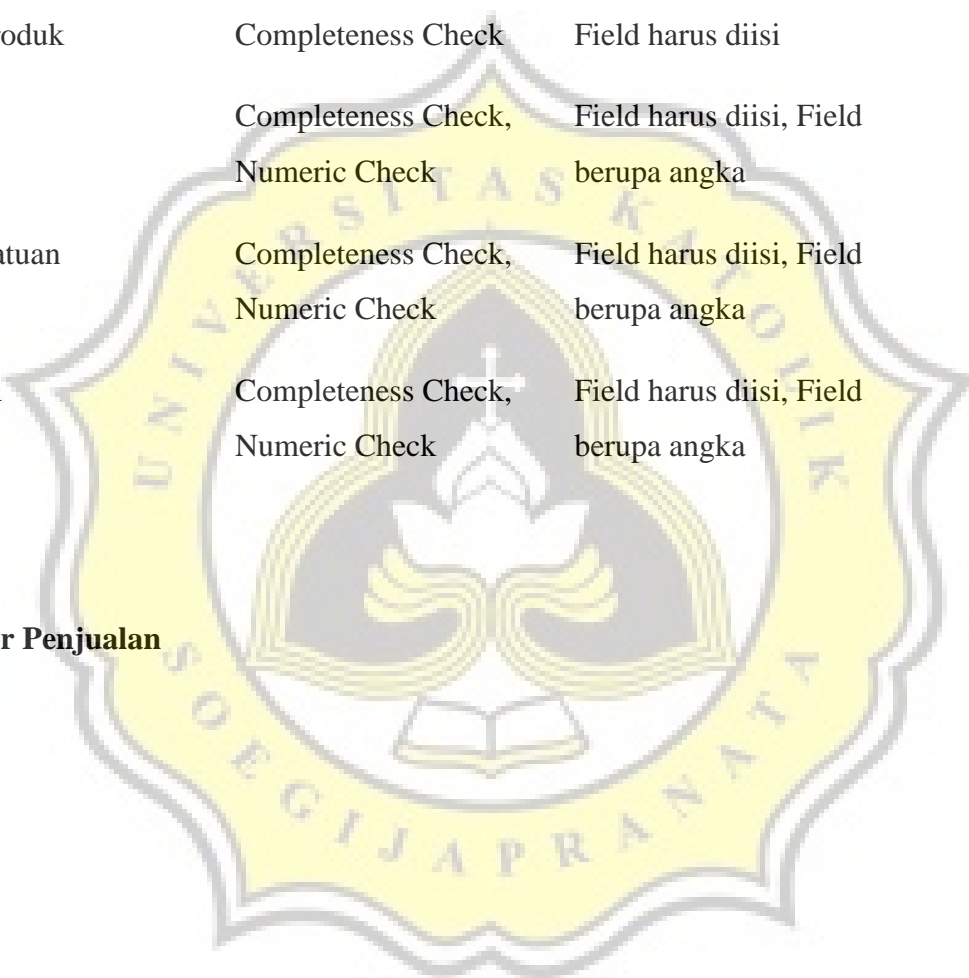 roduk Completeness Check Field harus diisi
Completeness Check, Field harus diisi, Field
Numeric Check berupa angka
atuan Completeness Check, Field harus diisi, Field
Numeric Check berupa angka
Completeness Check, Field harus diisi, Field
Numeric Check berupa angka
r Penjualan
UNIVERSITAS KATOLIK
SOEGIJAPRANATA